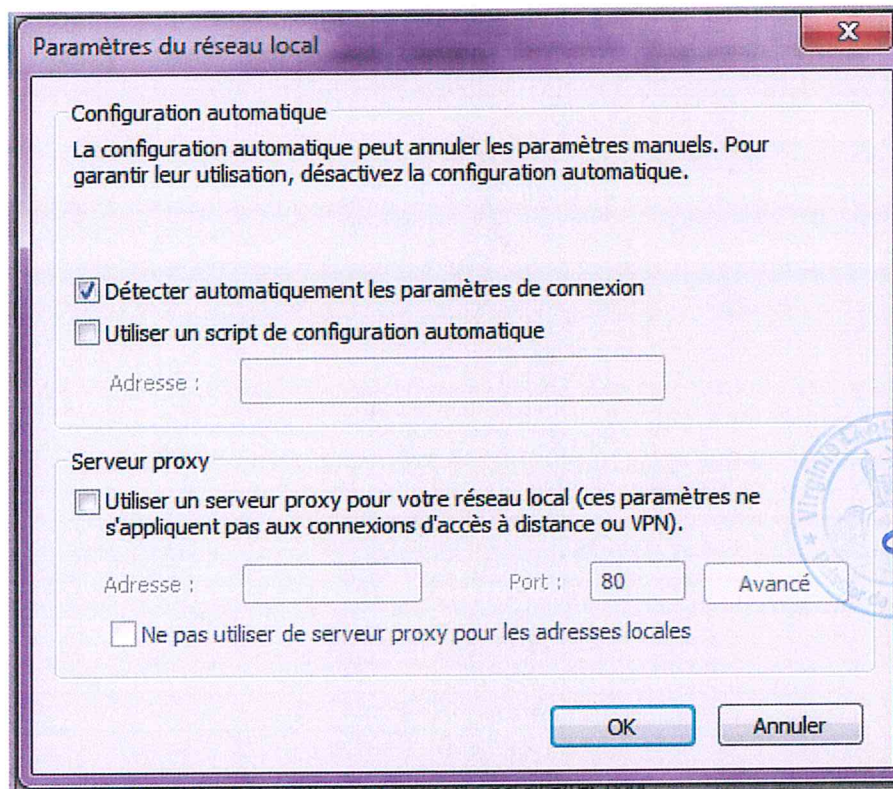 Paramètres du réseau local
Configuration automatique
La configuration automatique peut annuler les paramètres manuels. Pour
garantir leur utilisation, désactivez la configuration automatique.
Détecter automatiquement les paramètres de connexion
Utiliser un script de configuration automatique
Adresse :
Serveur proxy
Utiliser un serveur proxy pour votre réseau local (ces paramètres ne
s'appliquent pas aux connexions d'accès à distance ou VPN).
Adresse :
Port :
80
Avancé
Ne pas utiliser de serveur proxy pour les adresses locales
OK
Annuler